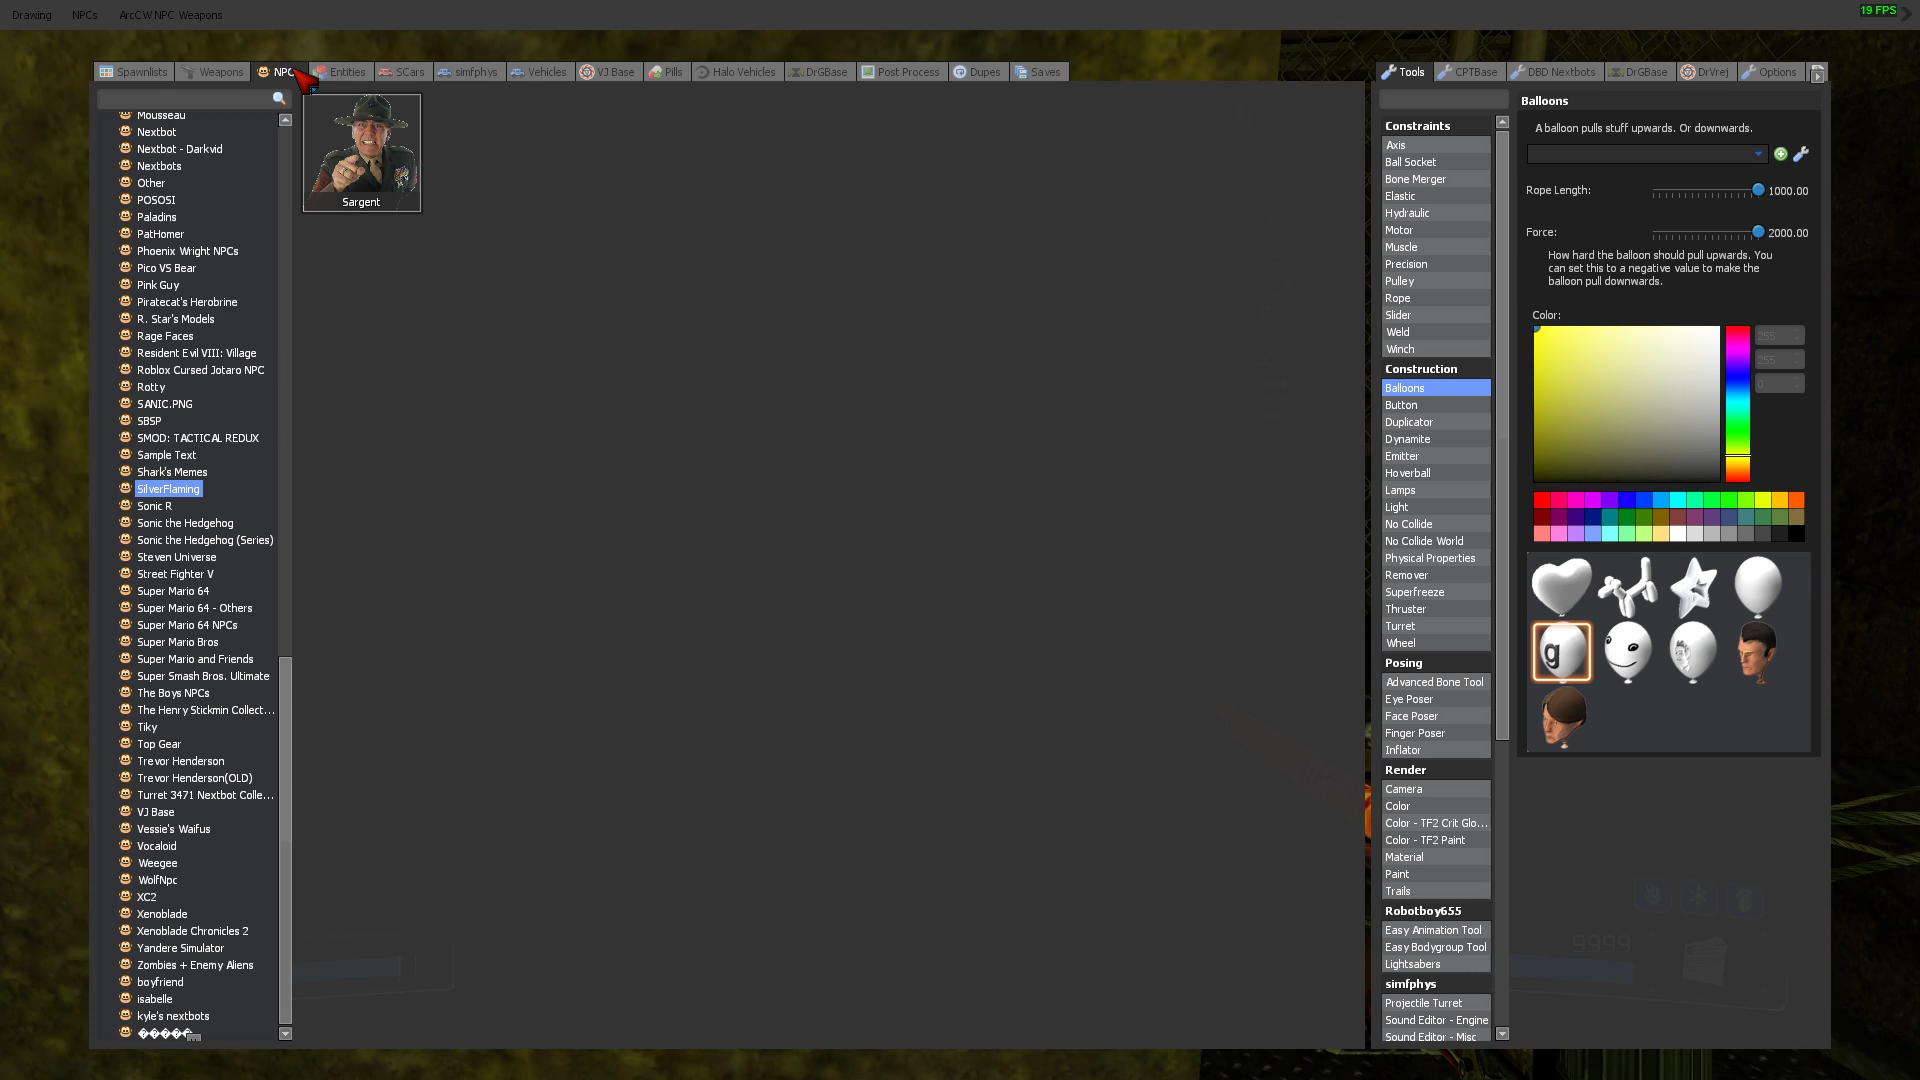 Drawing NPCs ArcCW NPC Weapons
19 FPS
Spawnlists Weapons NPC Entities SCars simfphys Vehicles VJ Base Pills Halo Vehicles DrGBase Post Process Dupes Saves
Tools CPTBase DBD Nextbots DrGBase DrVrej Options
Mousseau
Nextbot
Nextbot - Darkvid
Nextbots
Other
POSOSI
Paladins
PatHomer
Phoenix Wright NPCs
Pico VS Bear
Pink Guy
Piratecat's Herobrine
R. Star's Models
Rage Faces
Resident Evil VIII: Village
Roblox Cursed Jotaro NPC
Rotty
SANIC.PNG
SBSP
SMOD: TACTICAL REDUX
Sample Text
Shark's Memes
SilverFlaming
Sonic R
Sonic the Hedgehog
Sonic the Hedgehog (Series)
Steven Universe
Street Fighter V
Super Mario 64
Super Mario 64 - Others
Super Mario 64 NPCs
Super Mario Bros
Super Mario and Friends
Super Smash Bros. Ultimate
The Boys NPCs
The Henry Stickmin Collect...
Tiky
Top Gear
Trevor Henderson
Trevor Henderson(OLD)
Turret 3471 Nextbot Colle...
VJ Base
Vessie's Waifus
Vocaloid
Weegee
WolfNpc
XC2
Xenoblade
Xenoblade Chronicles 2
Yandere Simulator
Zombies + Enemy Aliens
boyfriend
isabelle
kyle's nextbots
�����
Sargent
Constraints
Axis
Ball Socket
Bone Merger
Elastic
Hydraulic
Motor
Muscle
Precision
Pulley
Rope
Slider
Weld
Winch
Construction
Balloons
Button
Duplicator
Dynamite
Emitter
Hoverball
Lamps
Light
No Collide
No Collide World
Physical Properties
Remover
Superfreeze
Thruster
Turret
Wheel
Posing
Advanced Bone Tool
Eye Poser
Face Poser
Finger Poser
Inflator
Render
Camera
Color
Color - TF2 Crit Glo...
Color - TF2 Paint
Material
Paint
Trails
Robotboy655
Easy Animation Tool
Easy Bodygroup Tool
Lightsabers
simfphys
Projectile Turret
Sound Editor - Engine
Sound Editor - Misc
Balloons
A balloon pulls stuff upwards. Or downwards.
Rope Length: 1000.00
Force: 2000.00
How hard the balloon should pull upwards. You
can set this to a negative value to make the
balloon pull downwards.
Color:
255
255
0
g
9999